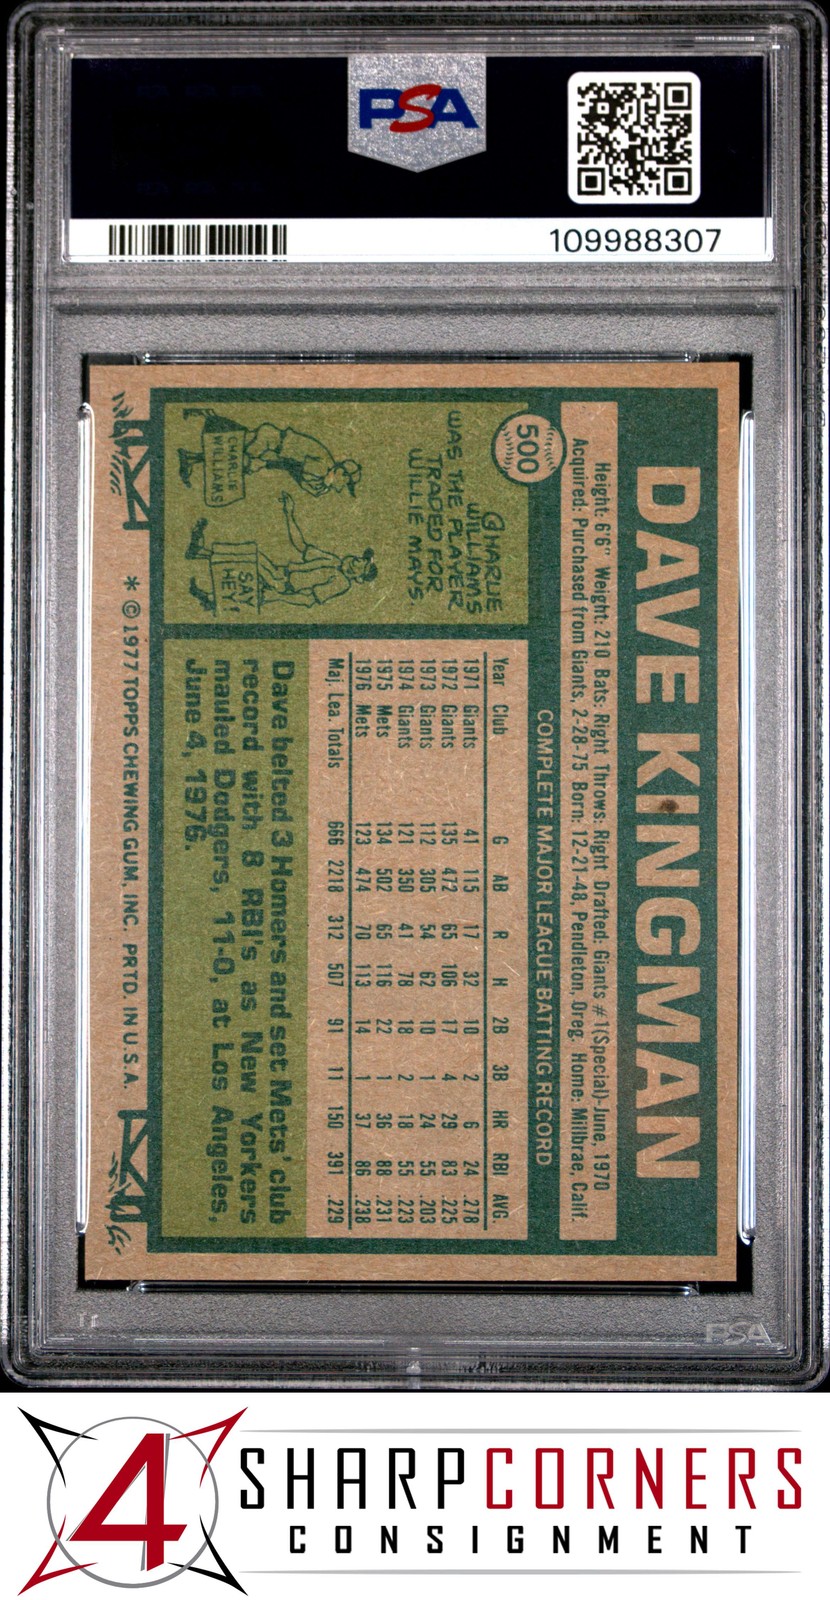 PSA
109988307
DAVE KINGMAN
Height: 6'6" Weight: 210 Bats: Right Throws: Right Drafted: Giants #1(Special)-June, 1970
Acquired: Purchased from Giants, 2-28-75 Born: 12-21-48, Pendleton, Oreg. Home: Millbrae, Calif.
500
CHARLIE
WILLIAMS
WAS THE PLAYER
TRADED FOR
WILLIE MAYS.
CHARLIE
WILLIAMS
SAY
HEY!
COMPLETE MAJOR LEAGUE BATTING RECORD
Year Club G AB R H 2B 3B HR RBI AVG.
1971 Giants 41 115 17 32 10 2 6 24 .278
1972 Giants 135 472 65 106 17 4 29 83 .225
1973 Giants 112 305 54 62 10 1 24 55 .203
1974 Giants 121 350 41 78 18 2 18 55 .223
1975 Mets 134 502 65 116 22 1 36 88 .231
1976 Mets 123 474 70 113 14 1 37 86 .238
Maj. Lea. Totals 666 2218 312 507 91 11 150 391 .229
Dave belted 3 Homers and set Mets' club
record with 8 RBI's as New Yorkers
mauled Dodgers, 11-0, at Los Angeles,
June 4, 1976.
* © 1977 TOPPS CHEWING GUM, INC. PRTD. IN U.S.A.
PSA
4
SHARPCORNERS
CONSIGNMENT